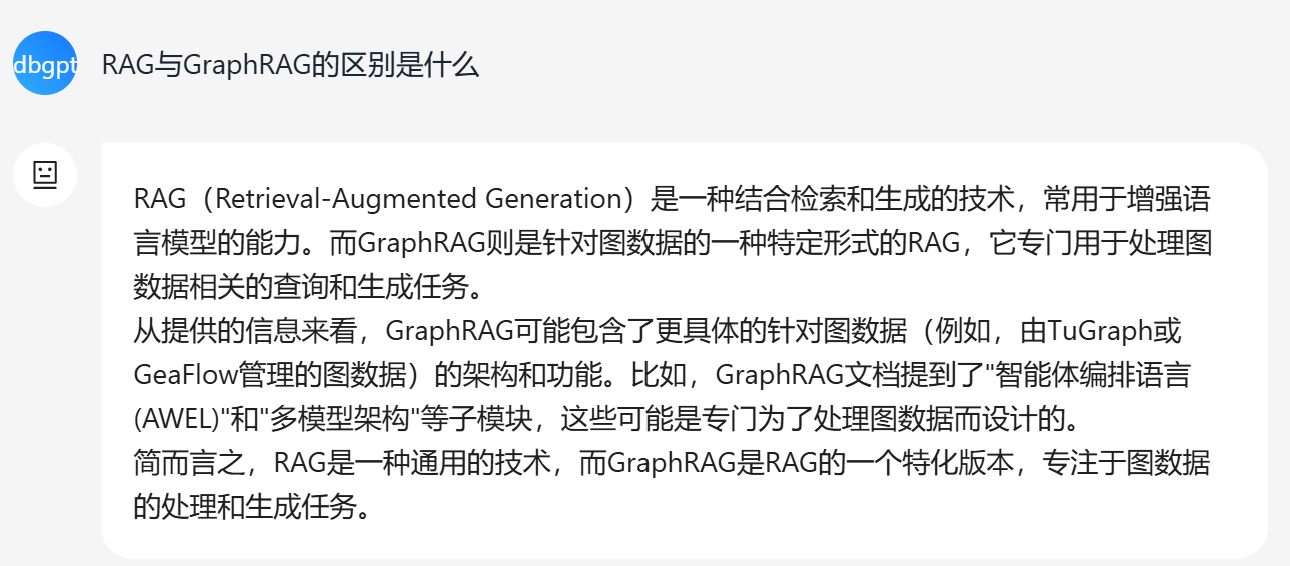 dbgpt
RAG与GraphRAG的区别是什么
RAG（Retrieval-Augmented Generation）是一种结合检索和生成的技术，常用于增强语
言模型的能力。而GraphRAG则是针对图数据的一种特定形式的RAG，它专门用于处理图
数据相关的查询和生成任务。
从提供的信息来看，GraphRAG可能包含了更具体的针对图数据（例如，由TuGraph或
GeaFlow管理的图数据）的架构和功能。比如，GraphRAG文档提到了"智能体编排语言
(AWEL)"和"多模型架构"等子模块，这些可能是专门为了处理图数据而设计的。
简而言之，RAG是一种通用的技术，而GraphRAG是RAG的一个特化版本，专注于图数据
的处理和生成任务。